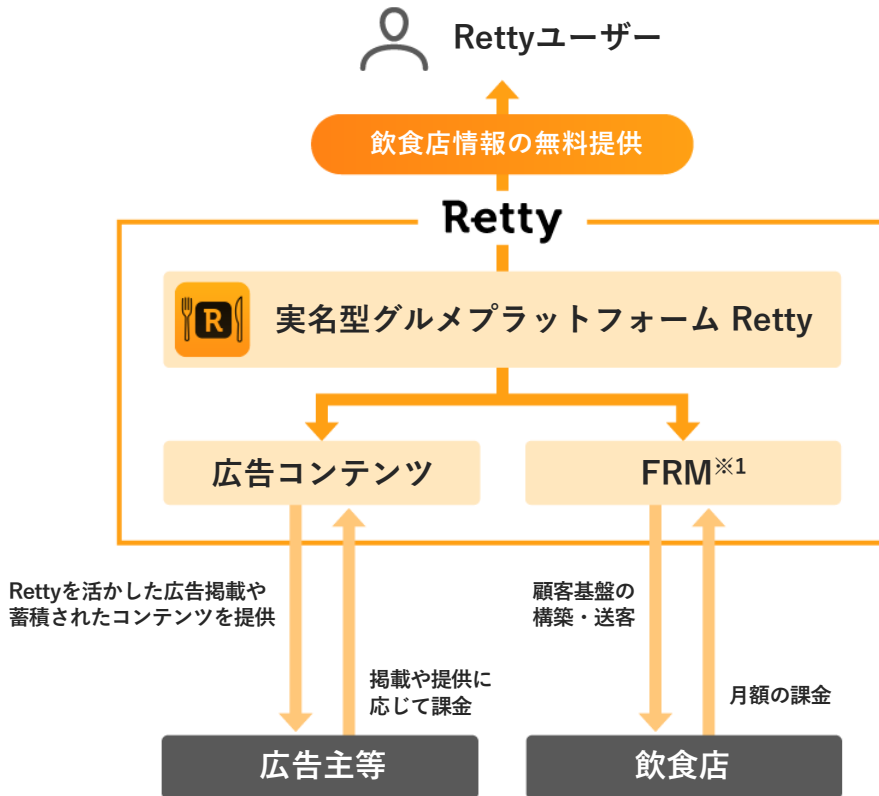 Rettyユーザー
飲食店情報の無料提供
Retty
R
実名型グルメプラットフォーム Retty
広告コンテンツ
FRM※1
Rettyを活かした広告掲載や
蓄積されたコンテンツを提供
掲載や提供に
応じて課金
顧客基盤の
構築・送客
月額の課金
広告主等
飲食店